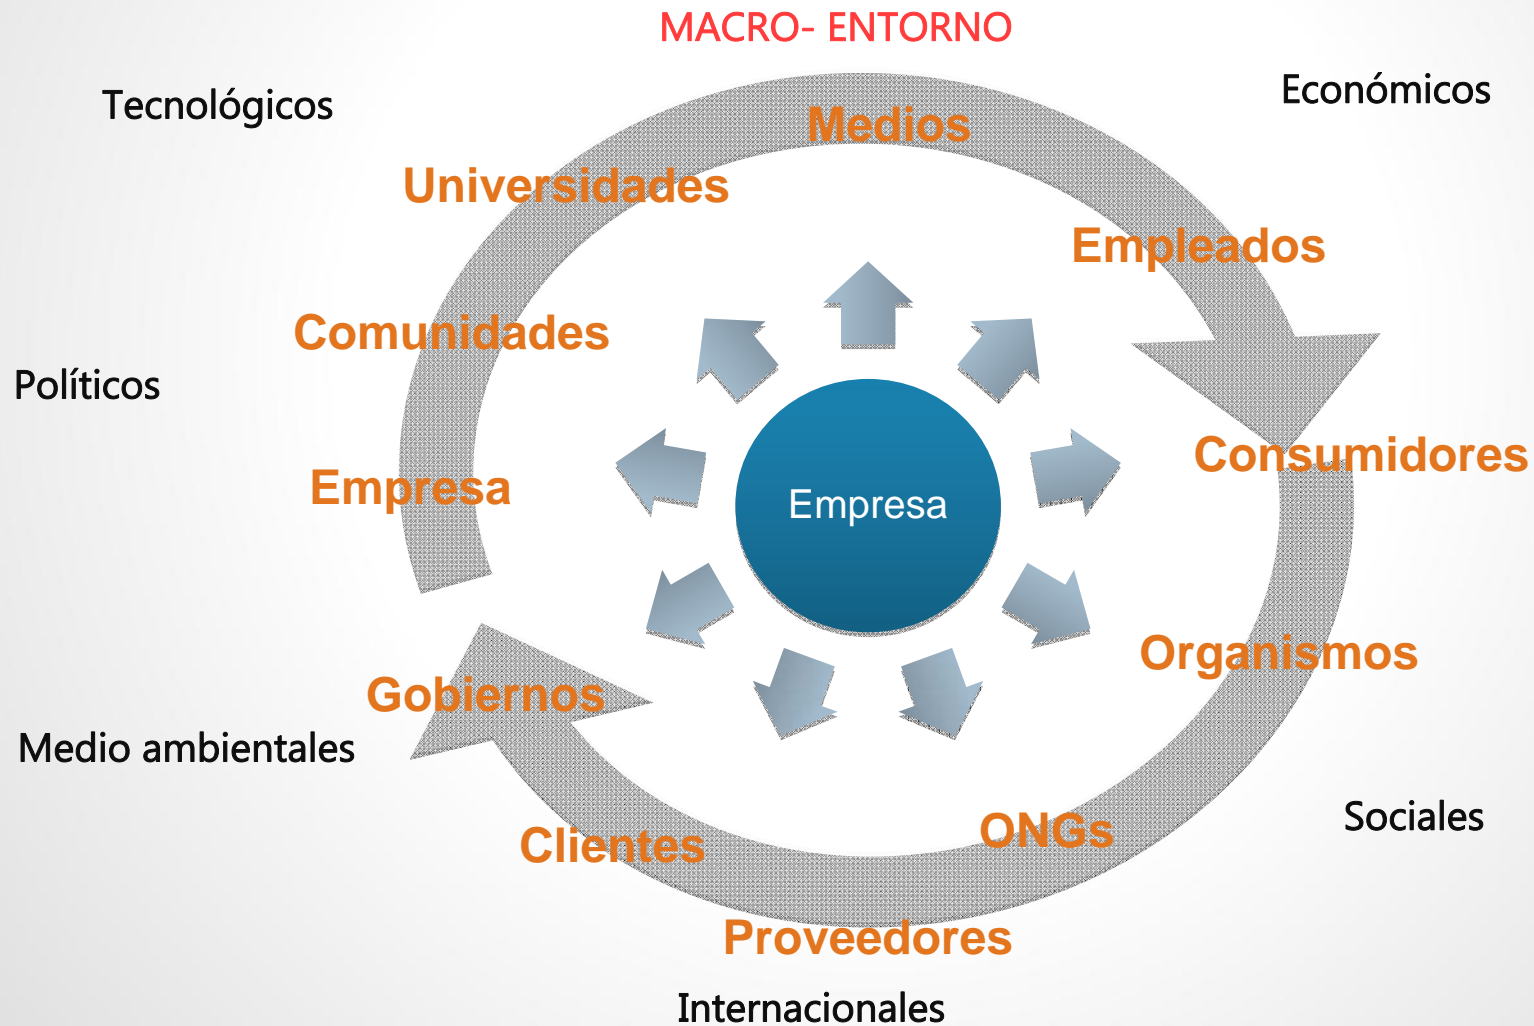 MACRO- ENTORNO
Económicos
Tecnológicos
Medios
Universidades
Empleados
Comunidades
Políticos
Consumidores
Empresa
Empresa
Organismos
Gobiernos
Medio ambientales
Sociales
ONGs
Clientes
Proveedores
Internacionales